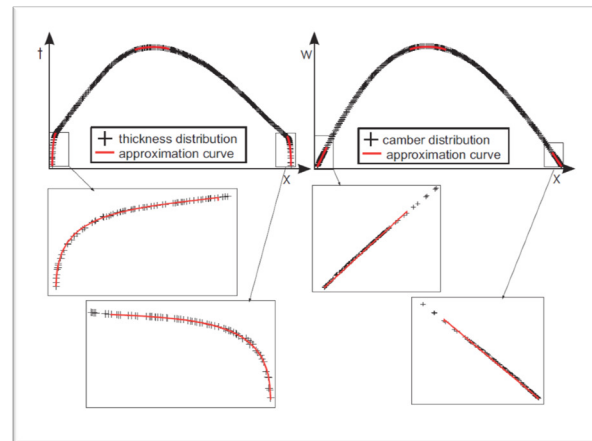 t
thickness distribution
approximation curve
X
W
camber distribution
approximation curve
X